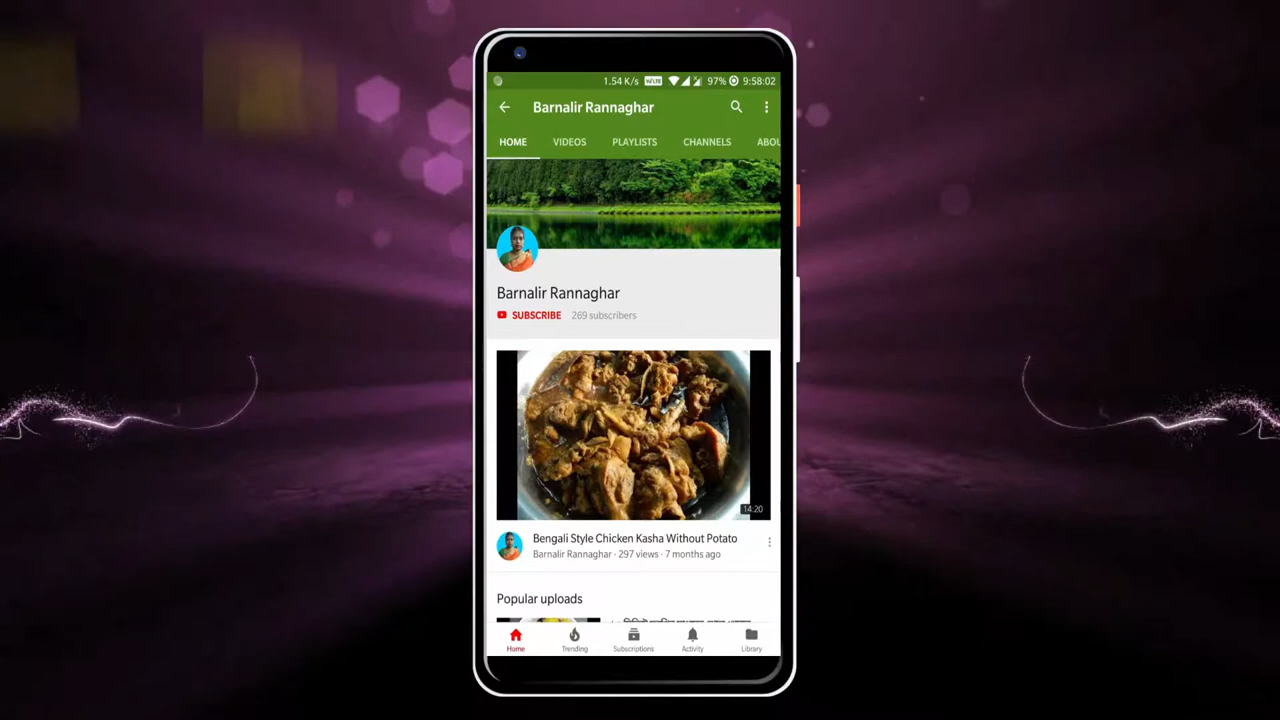 1.54 K/s VoLTE 97% 9:58:02
Barnalir Rannaghar
HOME VIDEOS PLAYLISTS CHANNELS ABOU
Barnalir Rannaghar
SUBSCRIBE 269 subscribers
14:20
Bengali Style Chicken Kasha Without Potato
Barnalir Rannaghar · 297 views · 7 months ago
Popular uploads
Home Trending Subscriptions Activity Library